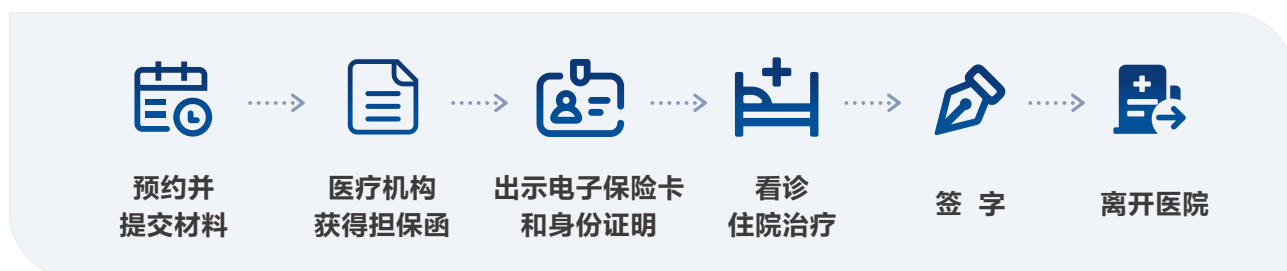 预约并
提交材料
医疗机构
获得担保函
出示电子保险卡
和身份证明
看诊
住院治疗
签 字
离开医院